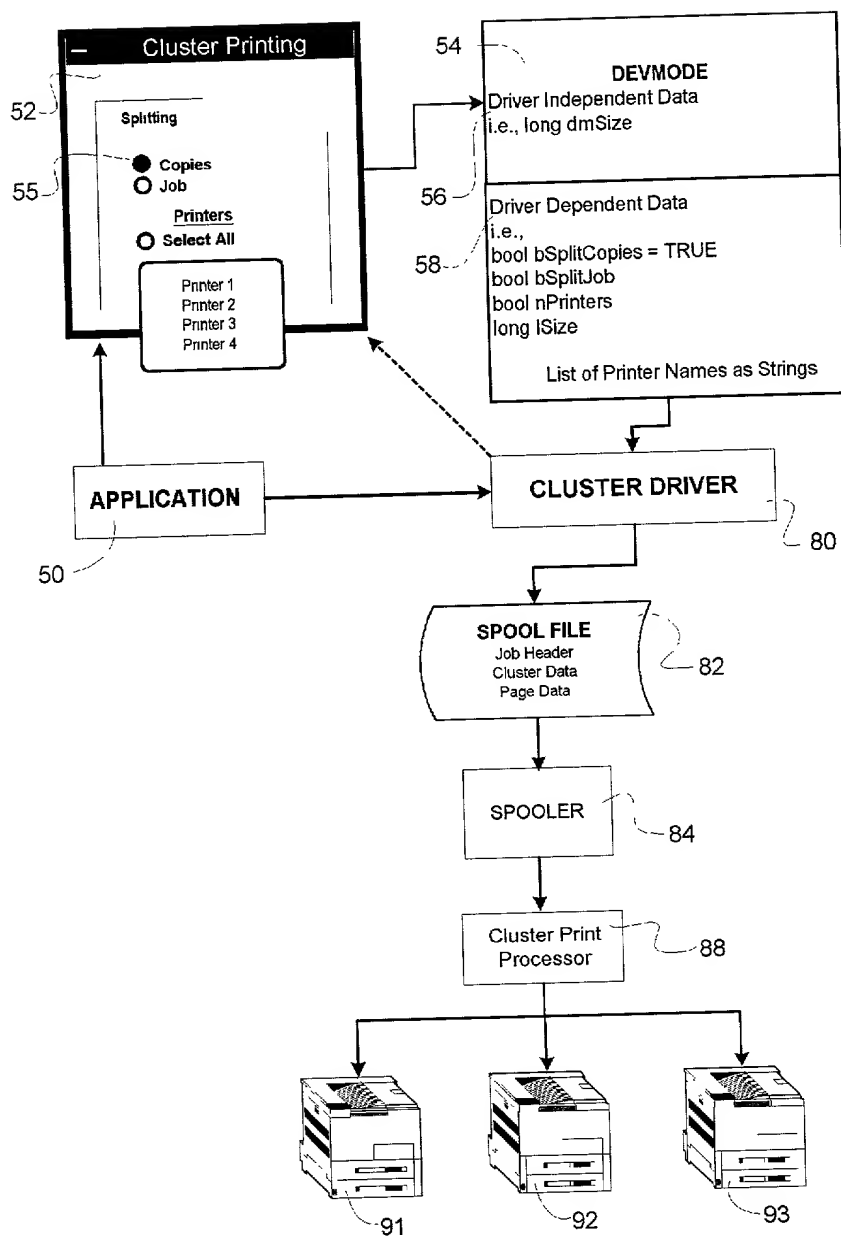 Cluster Printing
52
Splitting
55
Copies
Job
Printers
Select All
Printer 1
Printer 2
Printer 3
Printer 4
54
DEVMODE
Driver Independent Data
i.e., long dmSize
56
Driver Dependent Data
i.e.,
58
bool bSplitCopies = TRUE
bool bSplitJob
bool nPrinters
long lSize
List of Printer Names as Strings
APPLICATION
50
CLUSTER DRIVER
80
SPOOL FILE
Job Header
Cluster Data
Page Data
82
SPOOLER
84
Cluster Print
Processor
88
91
92
93